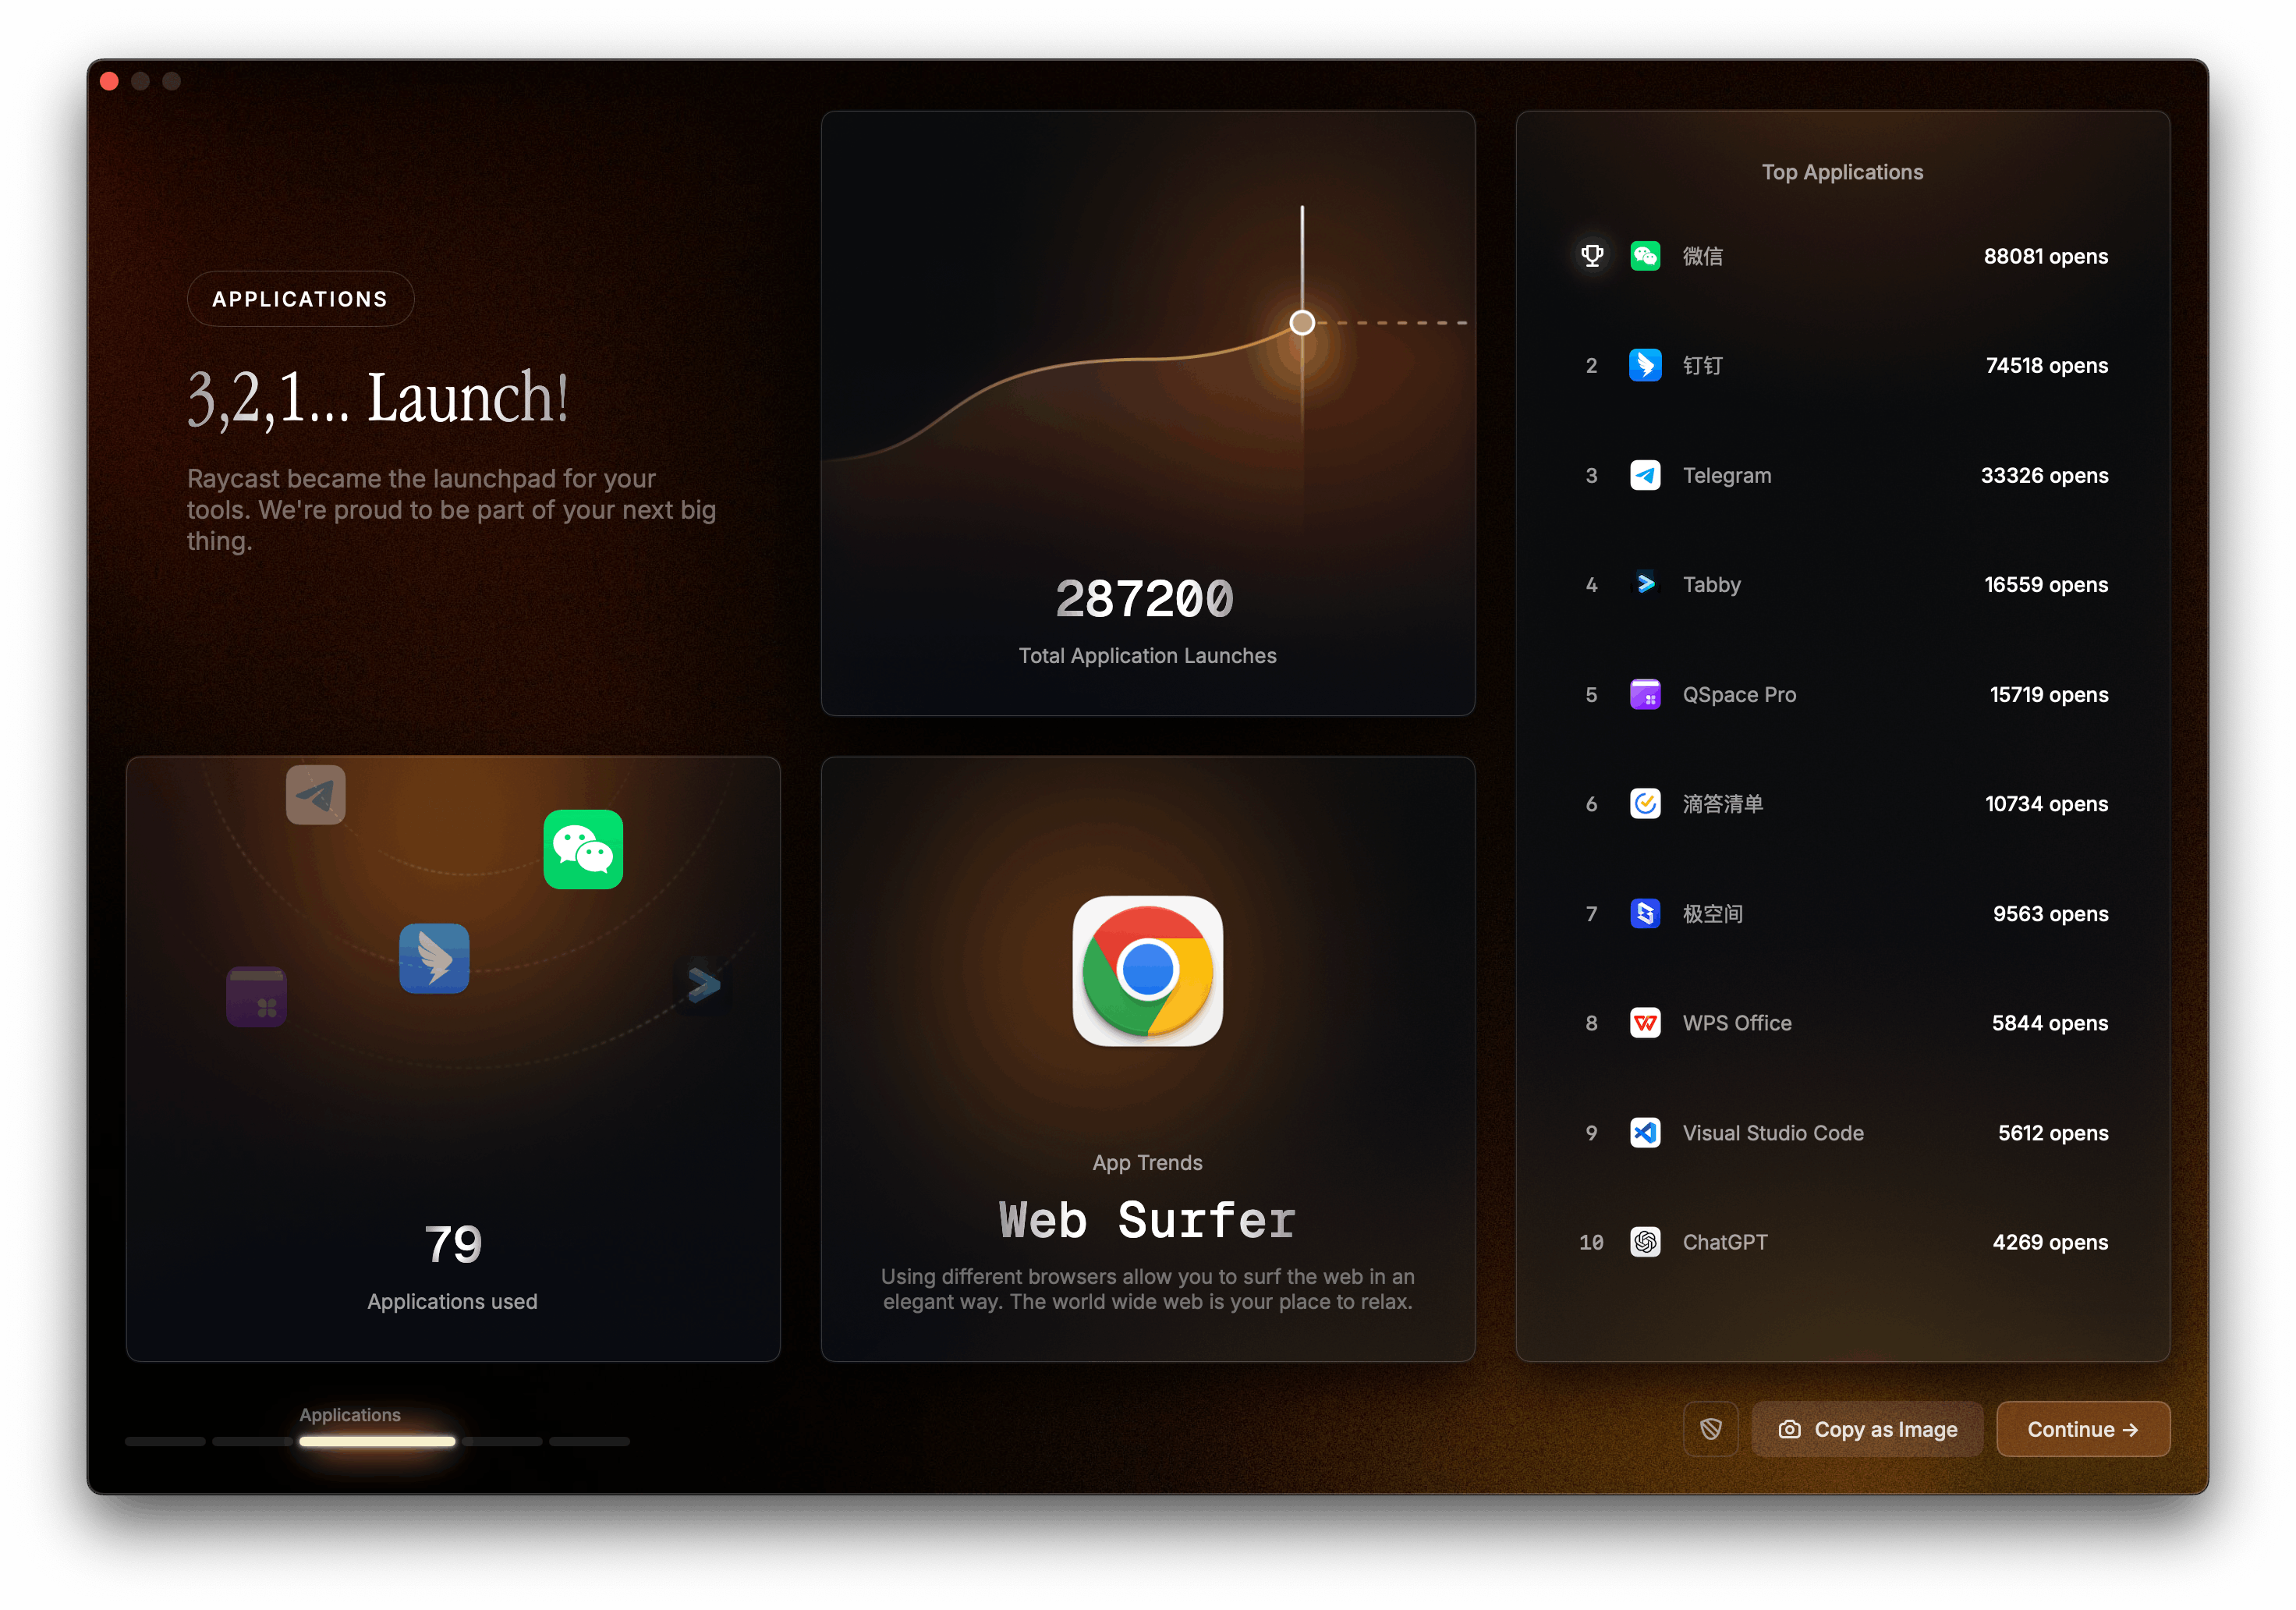 APPLICATIONS
3,2,1... Launch!
Raycast became the launchpad for your
tools. We're proud to be part of your next big
thing.
287200
Total Application Launches
79
Applications used
App Trends
Web Surfer
Using different browsers allow you to surf the web in an
elegant way. The world wide web is your place to relax.
Top Applications
微信 88081 opens
2 钉钉 74518 opens
3 Telegram 33326 opens
4 Tabby 16559 opens
5 QSpace Pro 15719 opens
6 滴答清单 10734 opens
7 极空间 9563 opens
8 WPS Office 5844 opens
9 Visual Studio Code 5612 opens
10 ChatGPT 4269 opens
Applications
Copy as Image
Continue →